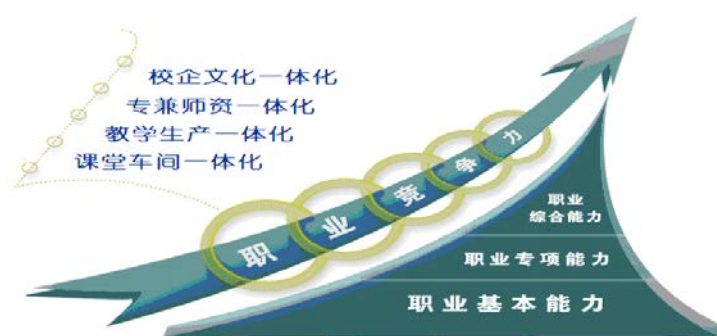 校企文化一体化
专兼师资一体化
教学生产一体化
课堂车间一体化
职业竞争力
职业
综合能力
职业专项能力
职业基本能力